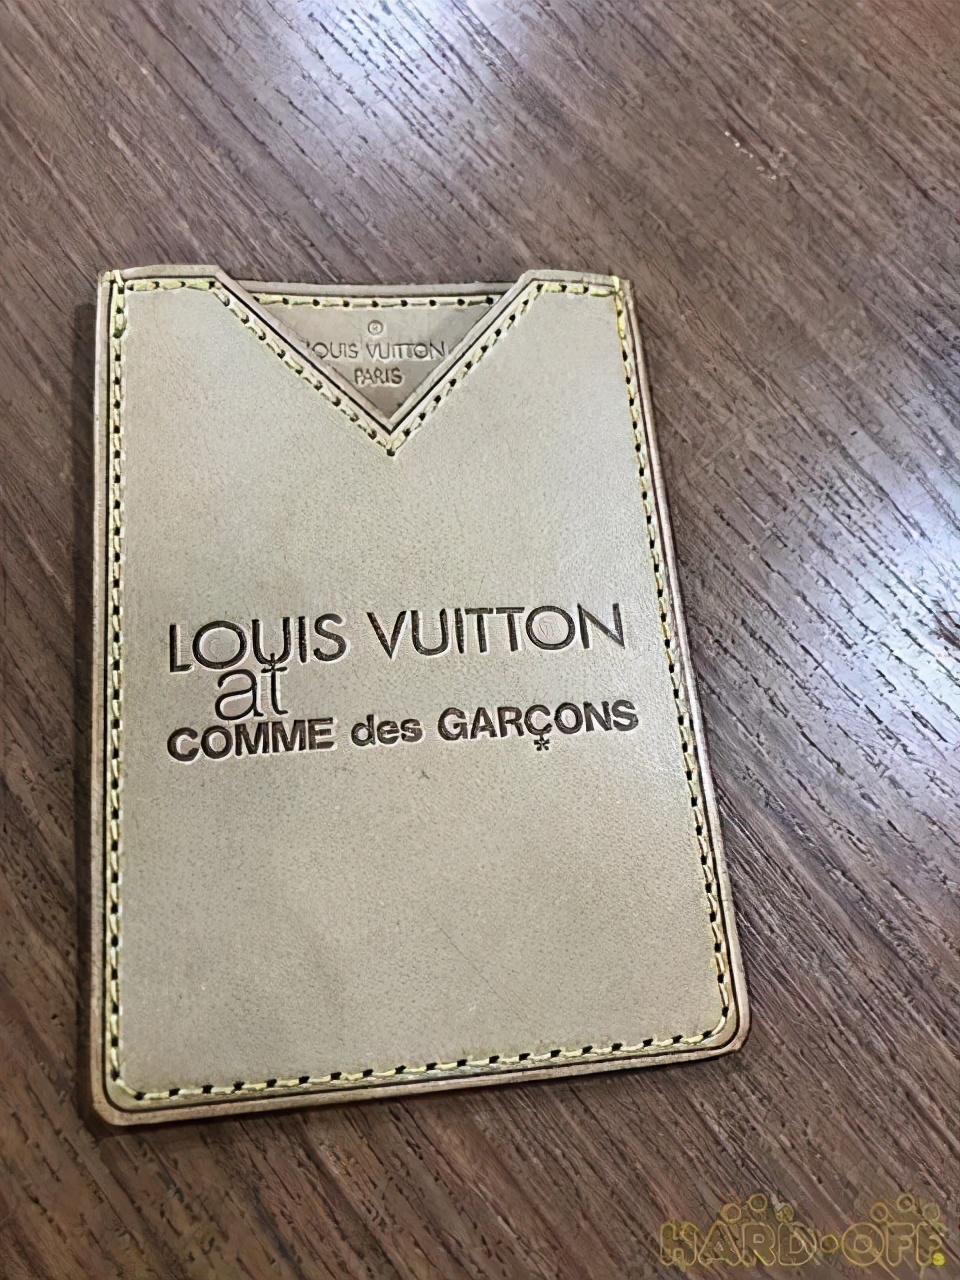 ®
LOUIS VUITTON
PARIS
LOUIS VUITTON
at
COMME des GARÇONS
HARD·OFF